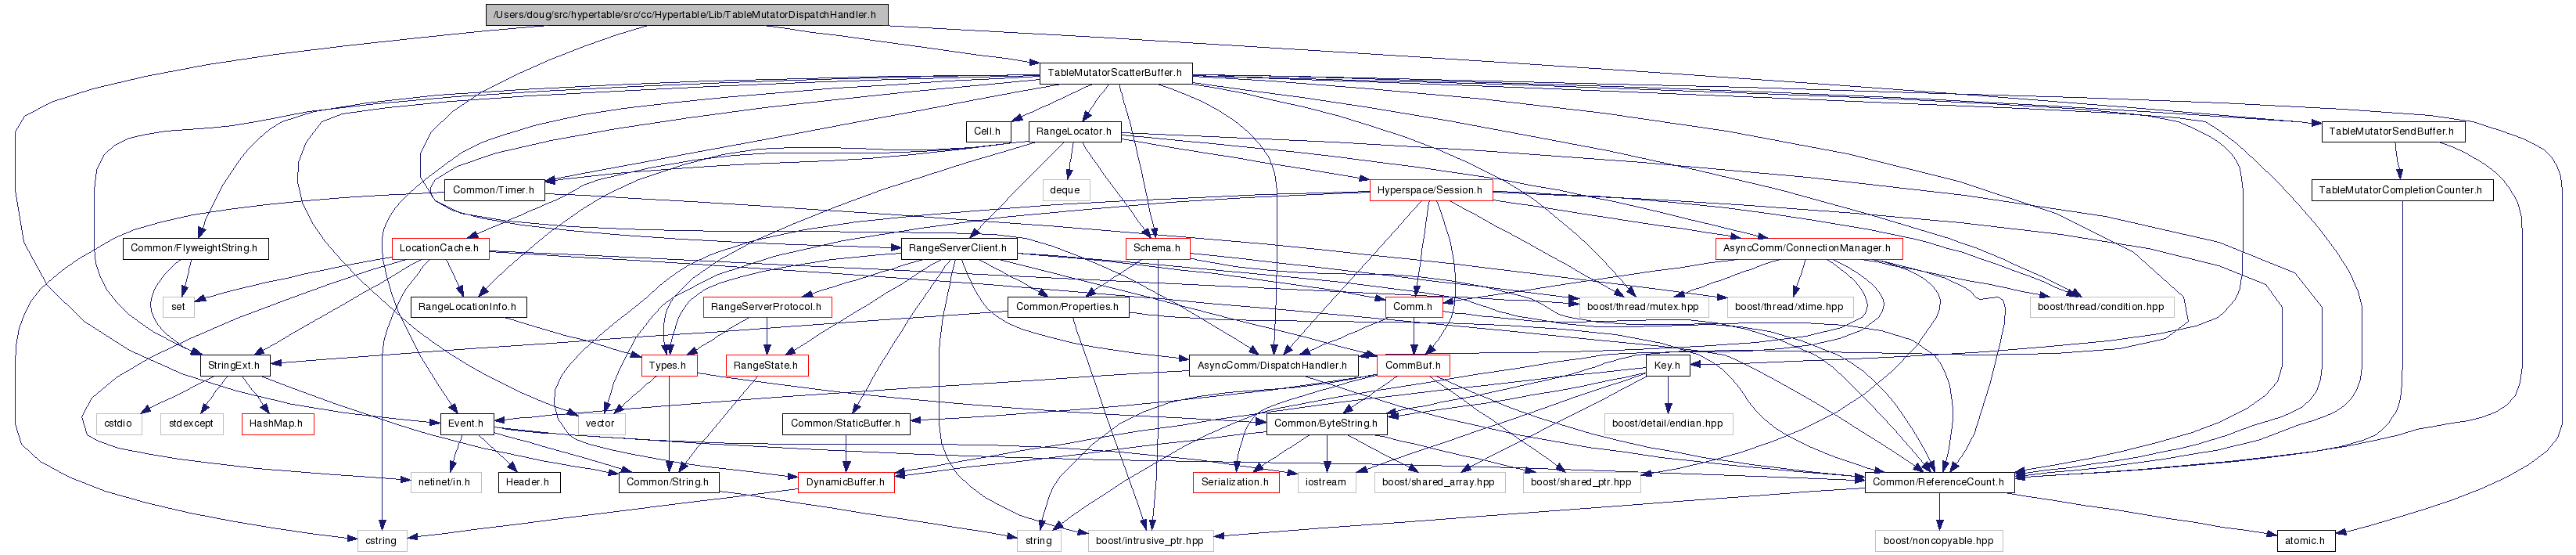 /Users/doug/src/hypertable/src/cc/Hypertable/Lib/TableMutatorDispatchHandler.h
TableMutatorScatterBuffer.h
Cell.h
RangeLocator.h
TableMutatorSendBuffer.h
Common/Timer.h
deque
Hyperspace/Session.h
TableMutatorCompletionCounter.h
Common/FlyweightString.h
LocationCache.h
RangeServerClient.h
Schema.h
AsyncComm/ConnectionManager.h
set
RangeLocationInfo.h
RangeServerProtocol.h
Common/Properties.h
Comm.h
boost/thread/mutex.hpp
boost/thread/xtime.hpp
boost/thread/condition.hpp
StringExt.h
Types.h
RangeState.h
AsyncComm/DispatchHandler.h
CommBuf.h
Key.h
cstdio
stdexcept
HashMap.h
Event.h
vector
Common/StaticBuffer.h
Common/ByteString.h
boost/detail/endian.hpp
netinet/in.h
Header.h
Common/String.h
DynamicBuffer.h
Serialization.h
iostream
boost/shared_array.hpp
boost/shared_ptr.hpp
Common/ReferenceCount.h
cstring
string
boost/intrusive_ptr.hpp
boost/noncopyable.hpp
atomic.h